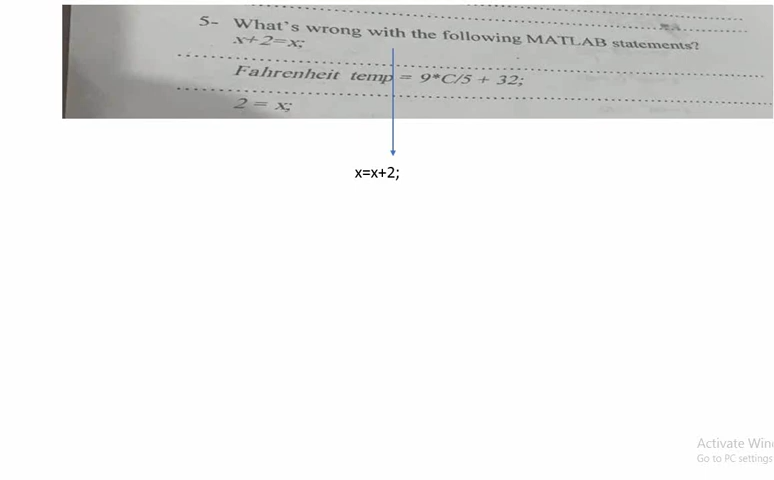 5- What's wrong with the following MATLAB statements?
x+2=x;
Fahrenheit temp = 9*C/5 + 32;
2 = x;
x=x+2;
Activate Win
Go to PC settings